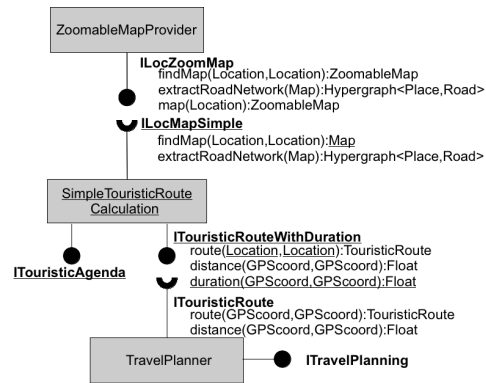 ZoomableMapProvider
ILocZoomMap
findMap(Location,Location):ZoomableMap
extractRoadNetwork(Map):Hypergraph<Place,Road>
map(Location):ZoomableMap
ILocMapSimple
findMap(Location,Location):Map
extractRoadNetwork(Map):Hypergraph<Place,Road>
SimpleTouristicRoute
Calculation
ITouristicAgenda
ITouristicRouteWithDuration
route(Location,Location):TouristicRoute
distance(GPScoord,GPScoord):Float
duration(GPScoord,GPScoord):Float
ITouristicRoute
route(GPScoord,GPScoord):TouristicRoute
distance(GPScoord,GPScoord):Float
TravelPlanner
ITravelPlanning